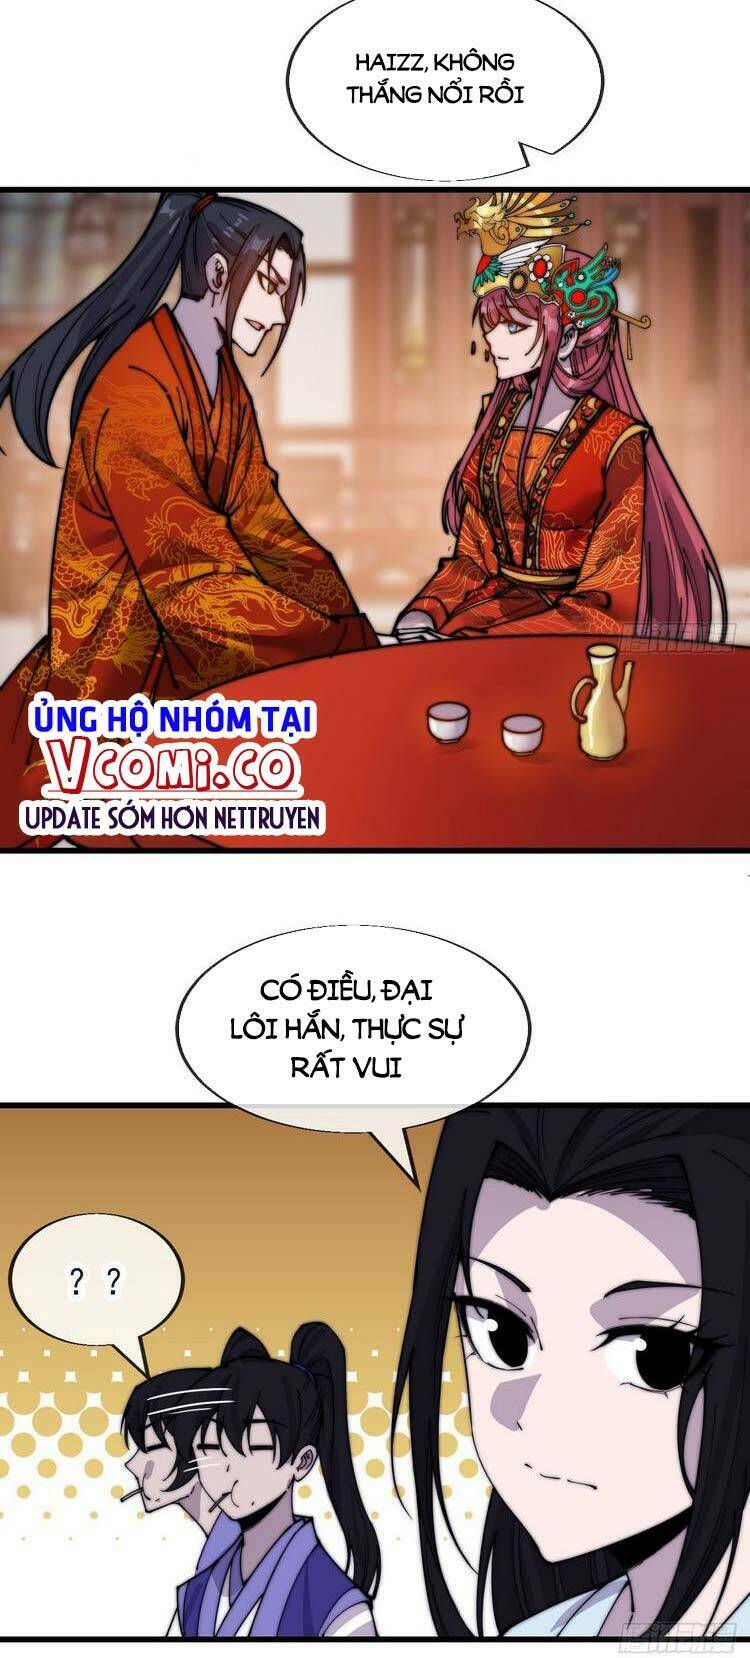 HAIZZ, KHÔNG
THẮNG NỔI RỒI
ỦNG HỘ NHÓM TẠI
VCOMI.CO
UPDATE SỚM HƠN NETTRUYEN
CÓ ĐIỀU, ĐẠI
LÔI HẮN, THỰC SỰ
RẤT VUI
? ?